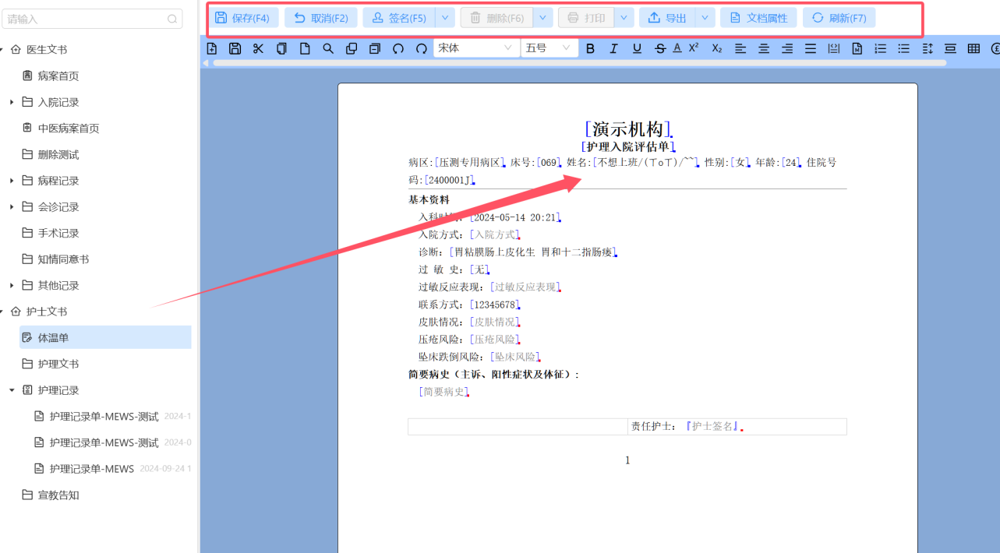 请输入
医生文书
病案首页
入院记录
中医病案首页
删除测试
病程记录
会诊记录
手术记录
知情同意书
其他记录
护士文书
体温单
护理文书
护理记录
护理记录单-MEWS-测试 2024-1
护理记录单-MEWS-测试 2024-0
护理记录单-MEWS 2024-09-24 1
宣教告知
保存(F4) 取消(F2) 签名(F5) 删除(F6) 打印 导出 文档属性 刷新(F7)
宋体 五号 B I U S A X² X₂
[演示机构]
[护理入院评估单]
病区:[压测专用病区] 床号:[069] 姓名:[不想上班/(ㄒoㄒ)/~~] 性别:[女] 年龄:[24] 住院号
码:[2400001J]
基本资料
入科时间: [2024-05-14 20:21]
入院方式: [入院方式]
诊断: [胃粘膜肠上皮化生 胃和十二指肠瘘]
过 敏 史: [无]
过敏反应表现: [过敏反应表现]
联系方式: [12345678]
皮肤情况: [皮肤情况]
压疮风险: [压疮风险]
坠床跌倒风险: [坠床风险]
简要病史（主诉、阳性症状及体征）:
[简要病史]
责任护士: 『护士签名』
1